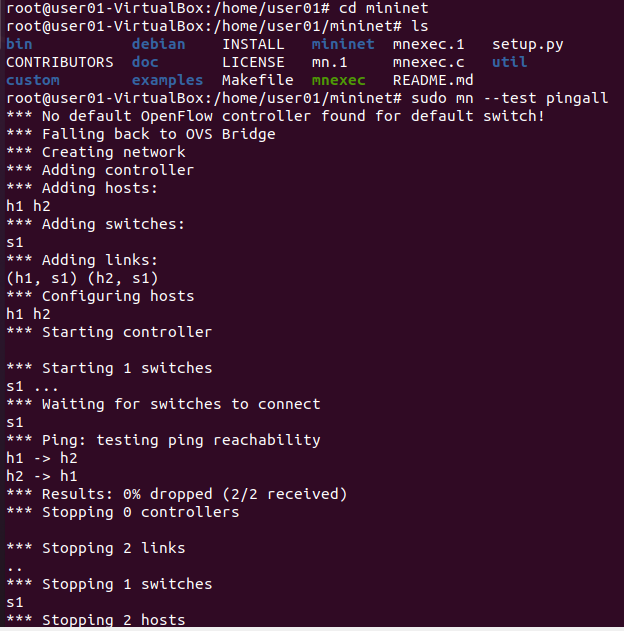 root@user01-VirtualBox:/home/user01# cd mininet
root@user01-VirtualBox:/home/user01/mininet# ls
bin debian INSTALL mininet mnexec.1 setup.py
CONTRIBUTORS doc LICENSE mn.1 mnexec.c util
custom examples Makefile mnexec README.md
root@user01-VirtualBox:/home/user01/mininet# sudo mn --test pingall
*** No default OpenFlow controller found for default switch!
*** Falling back to OVS Bridge
*** Creating network
*** Adding controller
*** Adding hosts:
h1 h2
*** Adding switches:
s1
*** Adding links:
(h1, s1) (h2, s1)
*** Configuring hosts
h1 h2
*** Starting controller

*** Starting 1 switches
s1 ...
*** Waiting for switches to connect
s1
*** Ping: testing ping reachability
h1 -> h2
h2 -> h1
*** Results: 0% dropped (2/2 received)
*** Stopping 0 controllers

*** Stopping 2 links
..
*** Stopping 1 switches
s1
*** Stopping 2 hosts